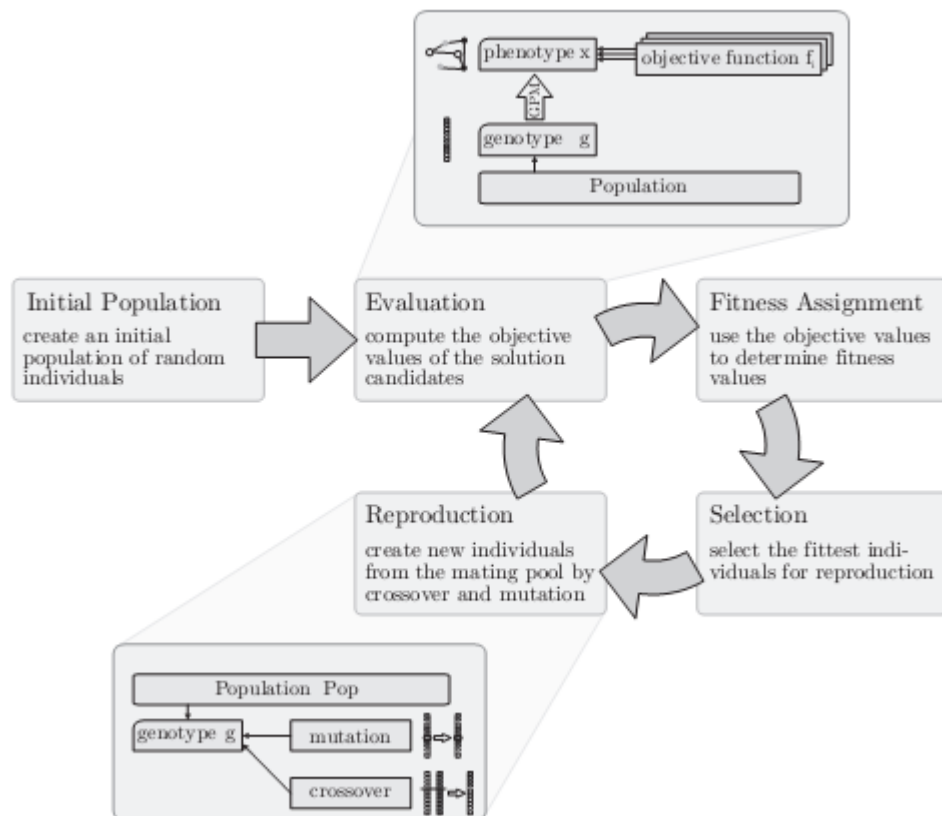 phenotype x
objective function fi
GPM
genotype g
Population
Initial Population
create an initial
population of random
individuals
Evaluation
compute the objective
values of the solution
candidates
Fitness Assignment
use the objective values
to determine fitness
values
Reproduction
create new individuals
from the mating pool by
crossover and mutation
Selection
select the fittest indi-
viduals for reproduction
Population Pop
genotype g
mutation
crossover